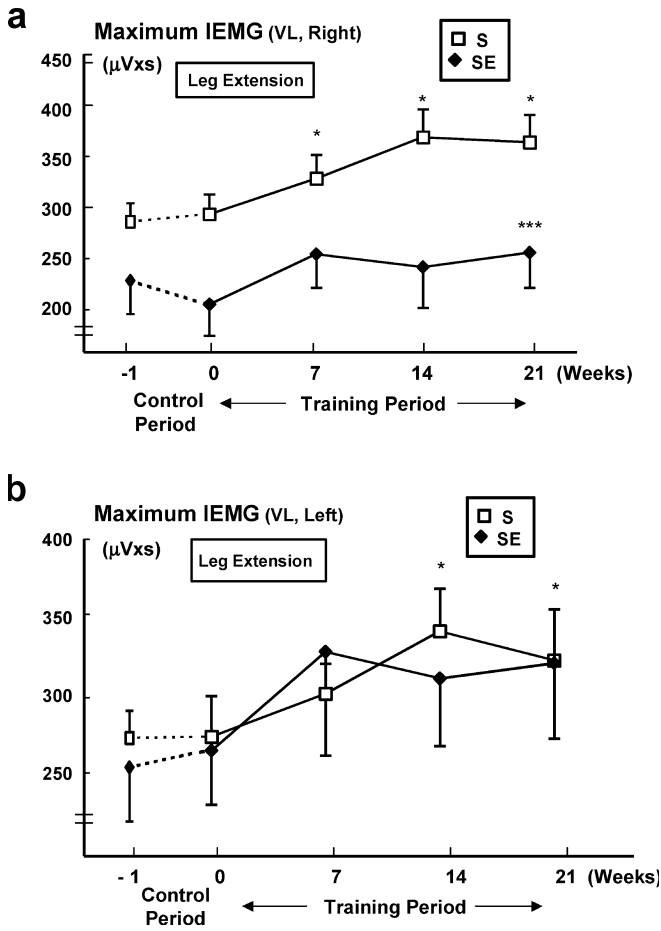 a
Maximum IEMG (VL, Right)
(μVxs)
Leg Extension
S
SE
450
400
350
300
250
200
*
*
*
***
-1
0
7
14
21
(Weeks)
Control
Period
Training Period
b
Maximum IEMG (VL, Left)
(μVxs)
Leg Extension
S
SE
400
350
300
250
*
*
- 1
0
7
14
21
(Weeks)
Control
Period
Training Period